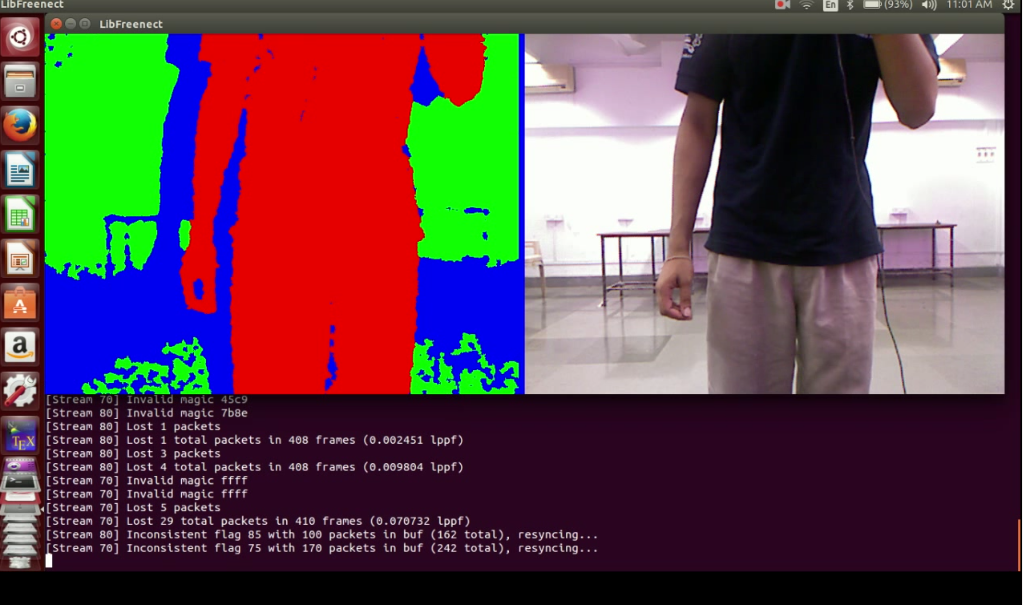 LibFreenect
En
(93%)
11:01 AM
LibFreenect
a
TEX
[Stream 70] Invalid magic 45c9
[Stream 80] Invalid magic 7b8e
[Stream 80] Lost 1 packets
[Stream 80] Lost 1 total packets in 408 frames (0.002451 lppf)
[Stream 80] Lost 3 packets
[Stream 80] Lost 4 total packets in 408 frames (0.009804 lppf)
[Stream 70] Invalid magic ffff
[Stream 70] Invalid magic ffff
[Stream 70] Lost 5 packets
[Stream 70] Lost 29 total packets in 410 frames (0.070732 lppf)
[Stream 80] Inconsistent flag 85 with 100 packets in buf (162 total), resyncing...
[Stream 70] Inconsistent flag 75 with 170 packets in buf (242 total), resyncing...